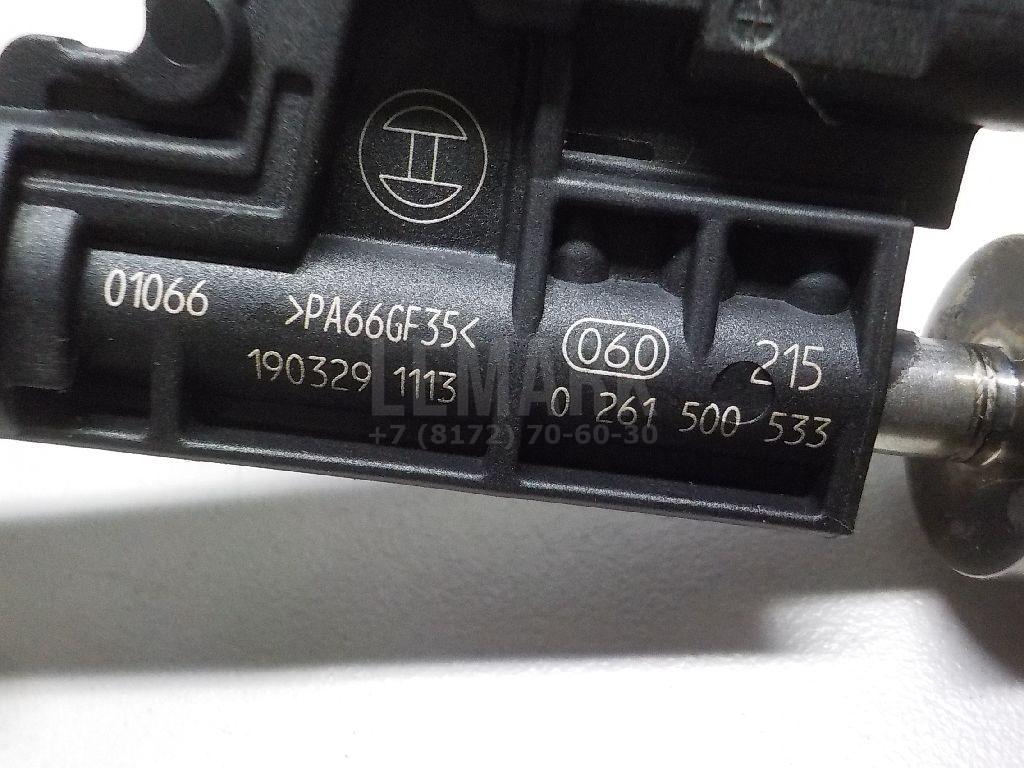 01066
>PA66GF35<
190329 1113
060
215
0 261 500 533
LEMARK
+7 (8172) 70-60-30